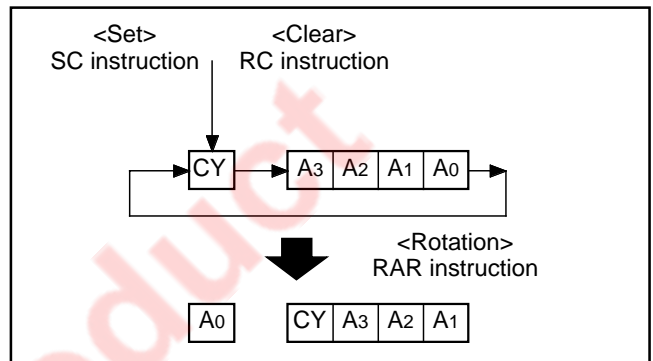 <Set> <Clear>
SC instruction RC instruction
CY A3 A2 A1 A0
<Rotation>
RAR instruction
A0 CY A3 A2 A1